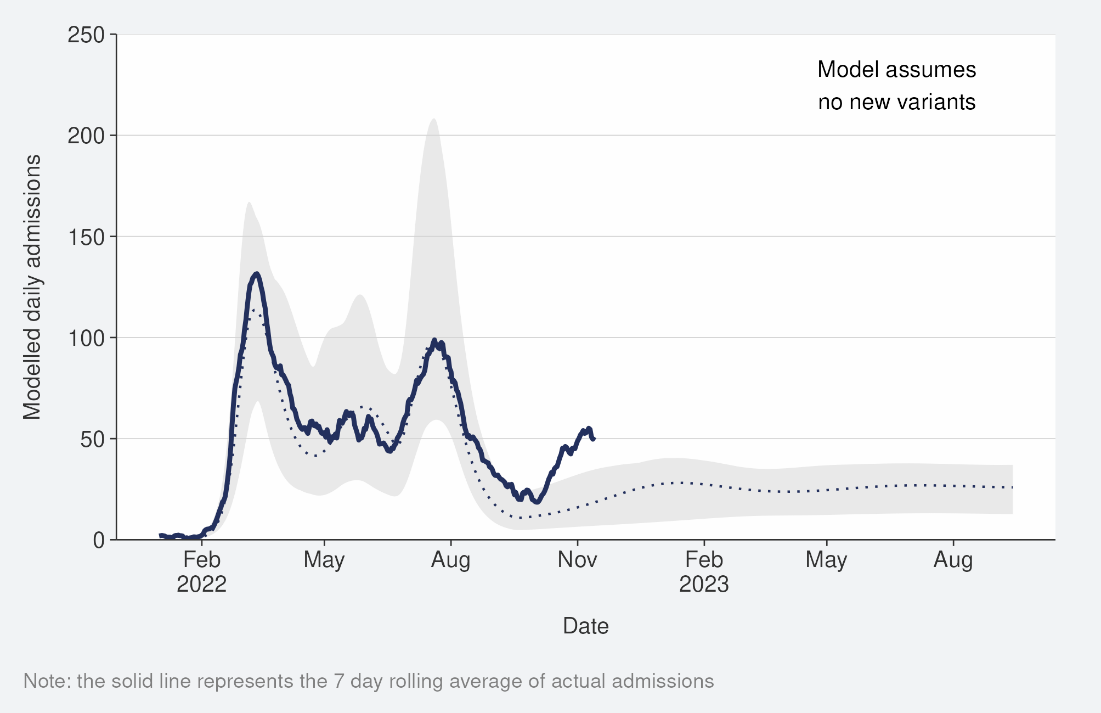 250
200
150
100
50
0
Modelled daily admissions
Model assumes
no new variants
Feb May Aug Nov Feb May Aug
2022 2023
Date
Note: the solid line represents the 7 day rolling average of actual admissions